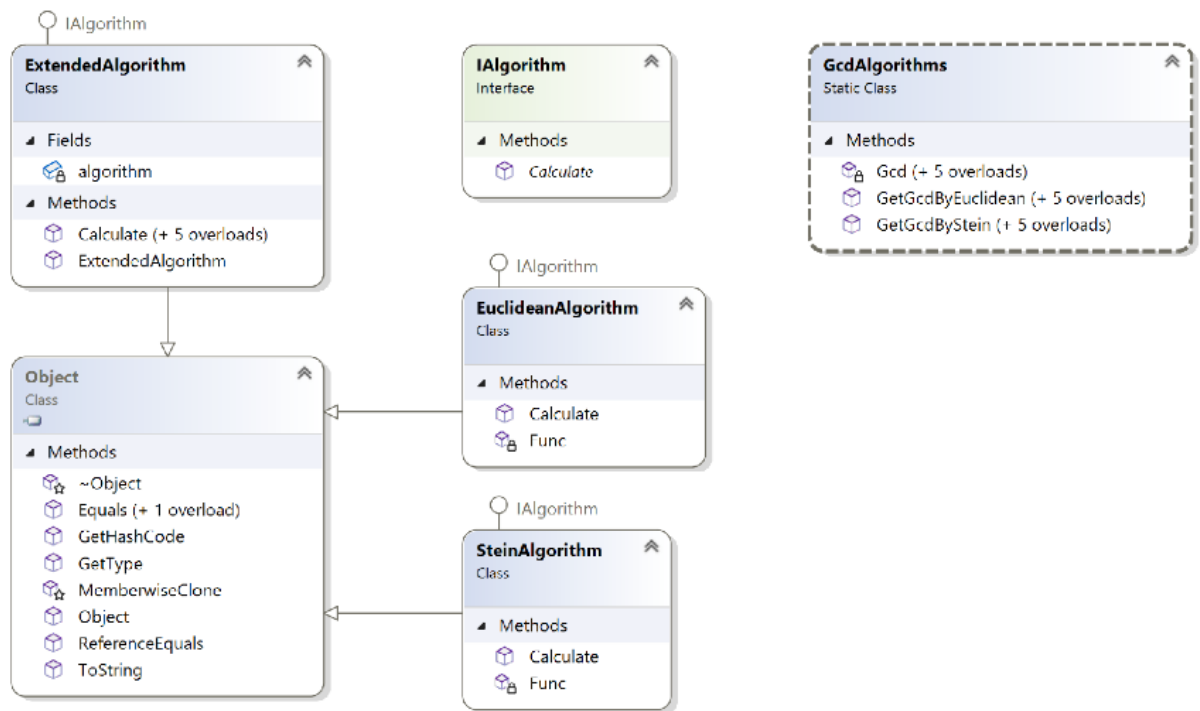 IAlgorithm
ExtendedAlgorithm
Class
Fields
algorithm
Methods
Calculate (+ 5 overloads)
ExtendedAlgorithm
IAlgorithm
Interface
Methods
Calculate
GcdAlgorithms
Static Class
Methods
Gcd (+ 5 overloads)
GetGcdByEuclidean (+ 5 overloads)
GetGcdByStein (+ 5 overloads)
IAlgorithm
EuclideanAlgorithm
Class
Methods
Calculate
Func
Object
Class
Methods
~Object
Equals (+ 1 overload)
GetHashCode
GetType
MemberwiseClone
Object
ReferenceEquals
ToString
IAlgorithm
SteinAlgorithm
Class
Methods
Calculate
Func